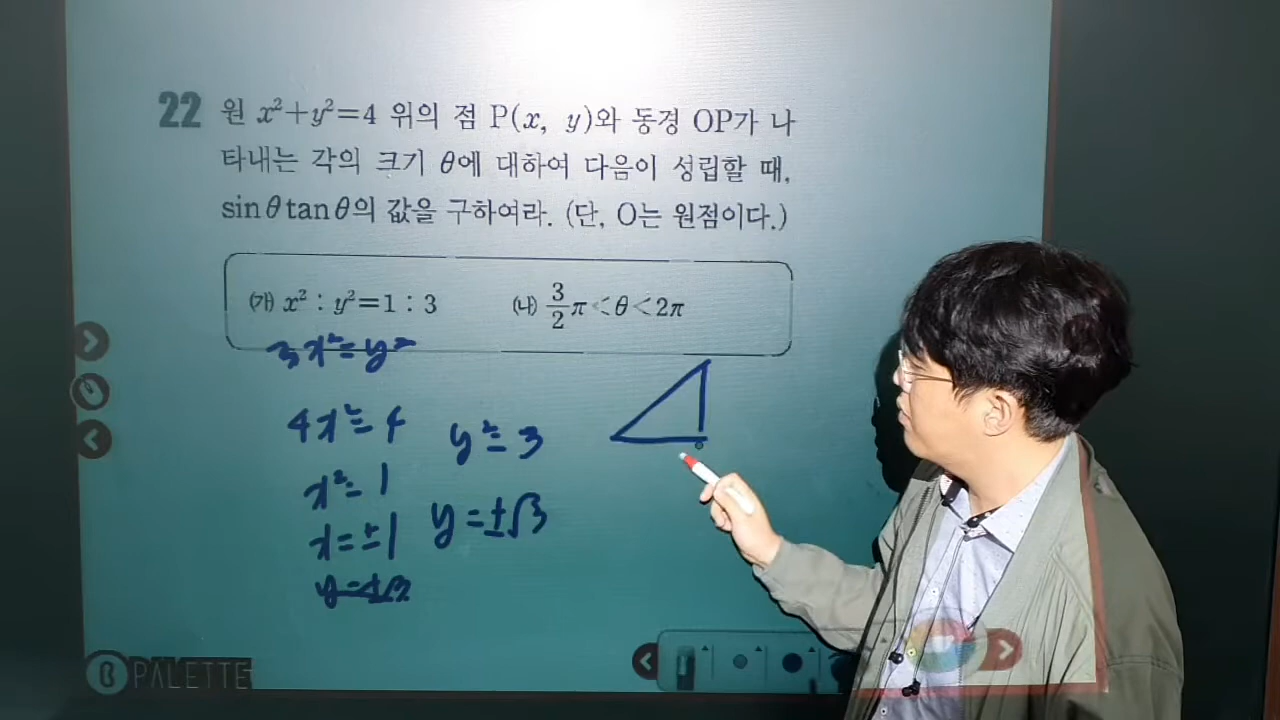 22 원 x²+y²=4 위의 점 P(x, y)와 동경 OP가 나
타내는 각의 크기 θ에 대하여 다음이 성립할 때,
sinθtanθ의 값을 구하여라. (단, O는 원점이다.)
㈎ x² : y²=1 : 3 ㈏ 3/2π<θ<2π
3x²=y²
4x²=4 y²=3
x²=1
x=±1 y=±√3
y=±√3
PALETTE